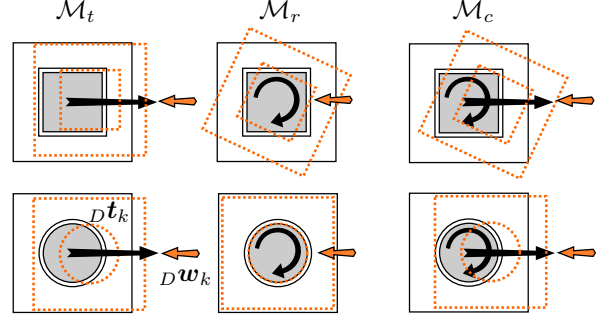 ℳ_t ℳ_r ℳ_c
_D𝒕_k
_D𝒘_k